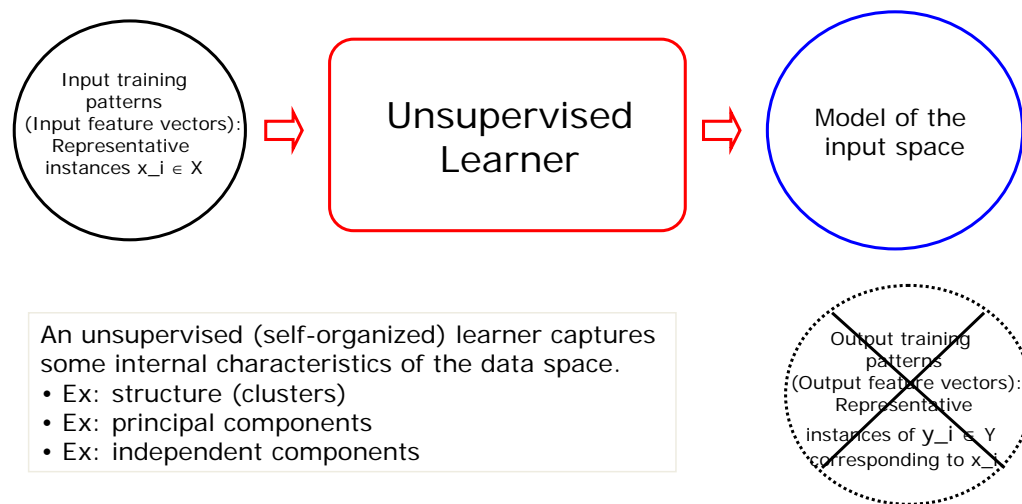 Input training
patterns
(Input feature vectors):
Representative
instances x_i ∈ X
Unsupervised
Learner
Model of the
input space
An unsupervised (self-organized) learner captures
some internal characteristics of the data space.
• Ex: structure (clusters)
• Ex: principal components
• Ex: independent components
Output training
patterns
(Output feature vectors):
Representative
instances of y_i ∈ Y
corresponding to x_i